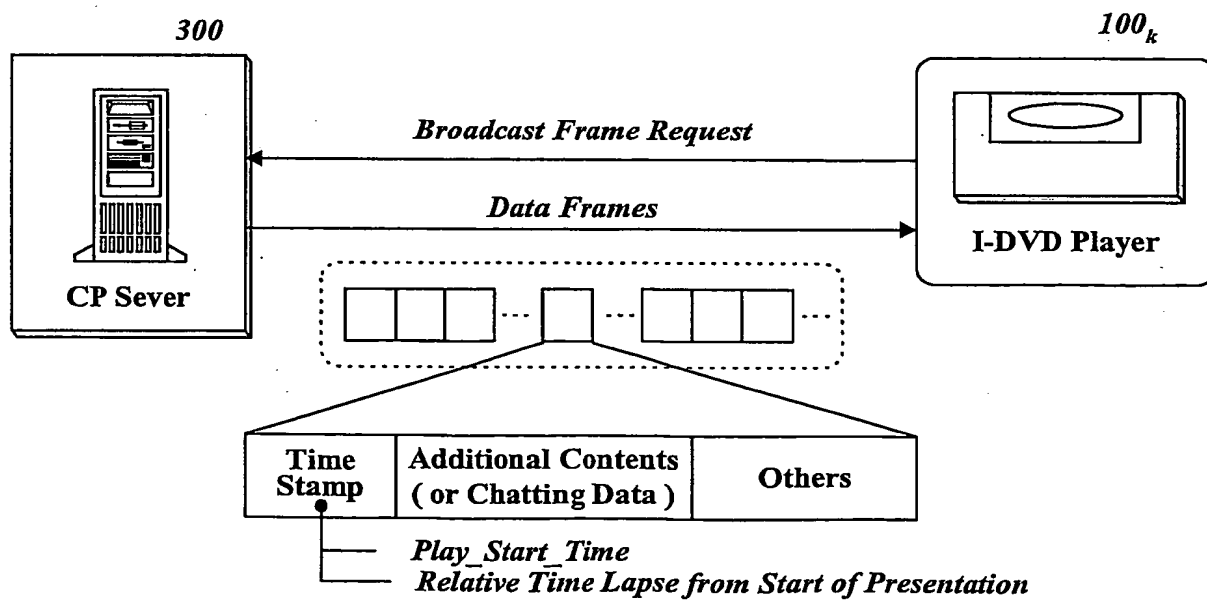 300
100k
Broadcast Frame Request
Data Frames
CP Sever
I-DVD Player
Time
Stamp
Additional Contents
( or Chatting Data )
Others
Play_Start_Time
Relative Time Lapse from Start of Presentation